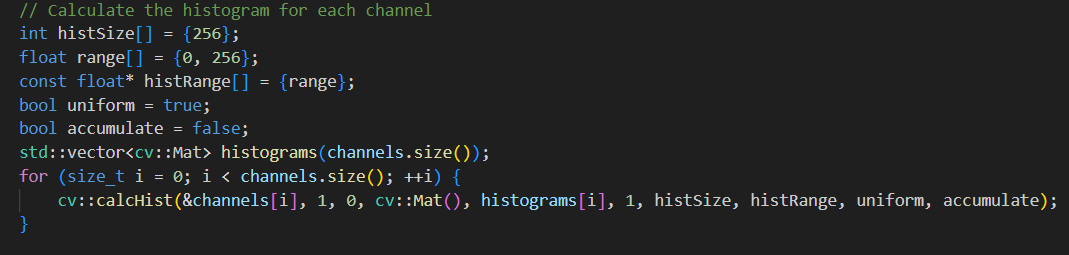 // Calculate the histogram for each channel
int histSize[] = {256};
float range[] = {0, 256};
const float* histRange[] = {range};
bool uniform = true;
bool accumulate = false;
std::vector<cv::Mat> histograms(channels.size());
for (size_t i = 0; i < channels.size(); ++i) {
    cv::calcHist(&channels[i], 1, 0, cv::Mat(), histograms[i], 1, histSize, histRange, uniform, accumulate);
}